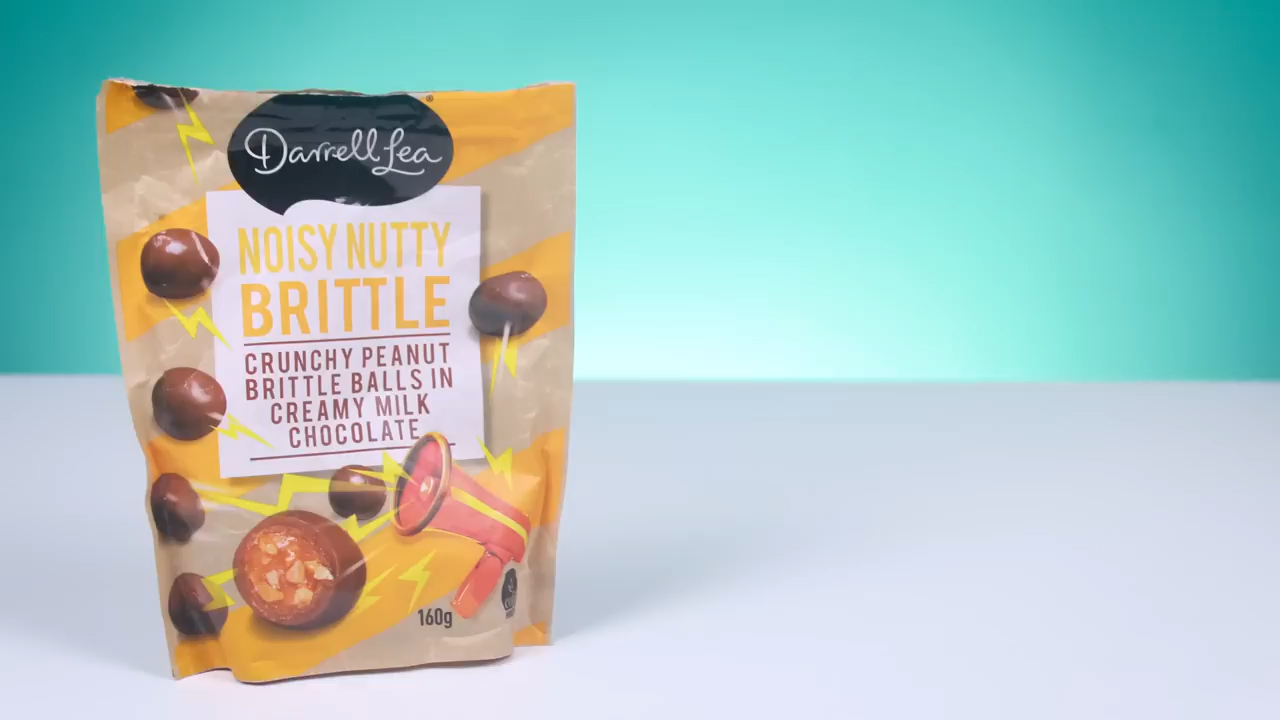 Darrell Lea
NOISY NUTTY
BRITTLE
CRUNCHY PEANUT
BRITTLE BALLS IN
CREAMY MILK
CHOCOLATE
160g